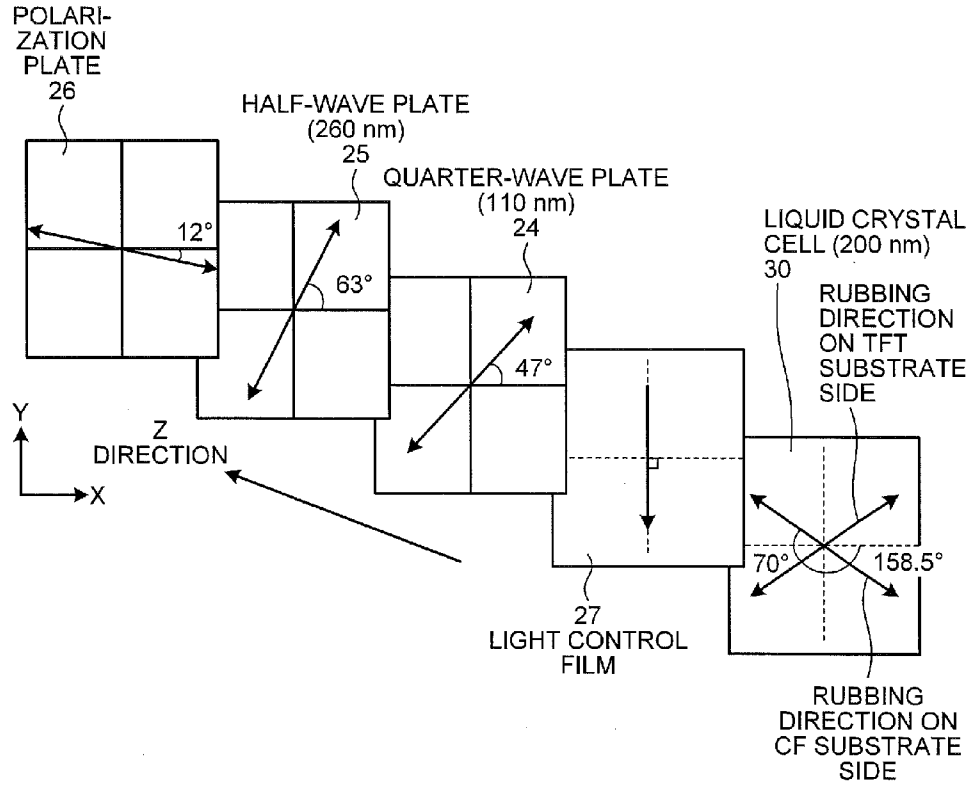 POLARI-
ZATION
PLATE
26
HALF-WAVE PLATE
(260 nm)
25
QUARTER-WAVE PLATE
(110 nm)
24
LIQUID CRYSTAL
CELL (200 nm)
30
RUBBING
DIRECTION
ON TFT
SUBSTRATE
SIDE
12°
63°
47°
Y
X
Z
DIRECTION
70°
158.5°
27
LIGHT CONTROL
FILM
RUBBING
DIRECTION ON
CF SUBSTRATE
SIDE